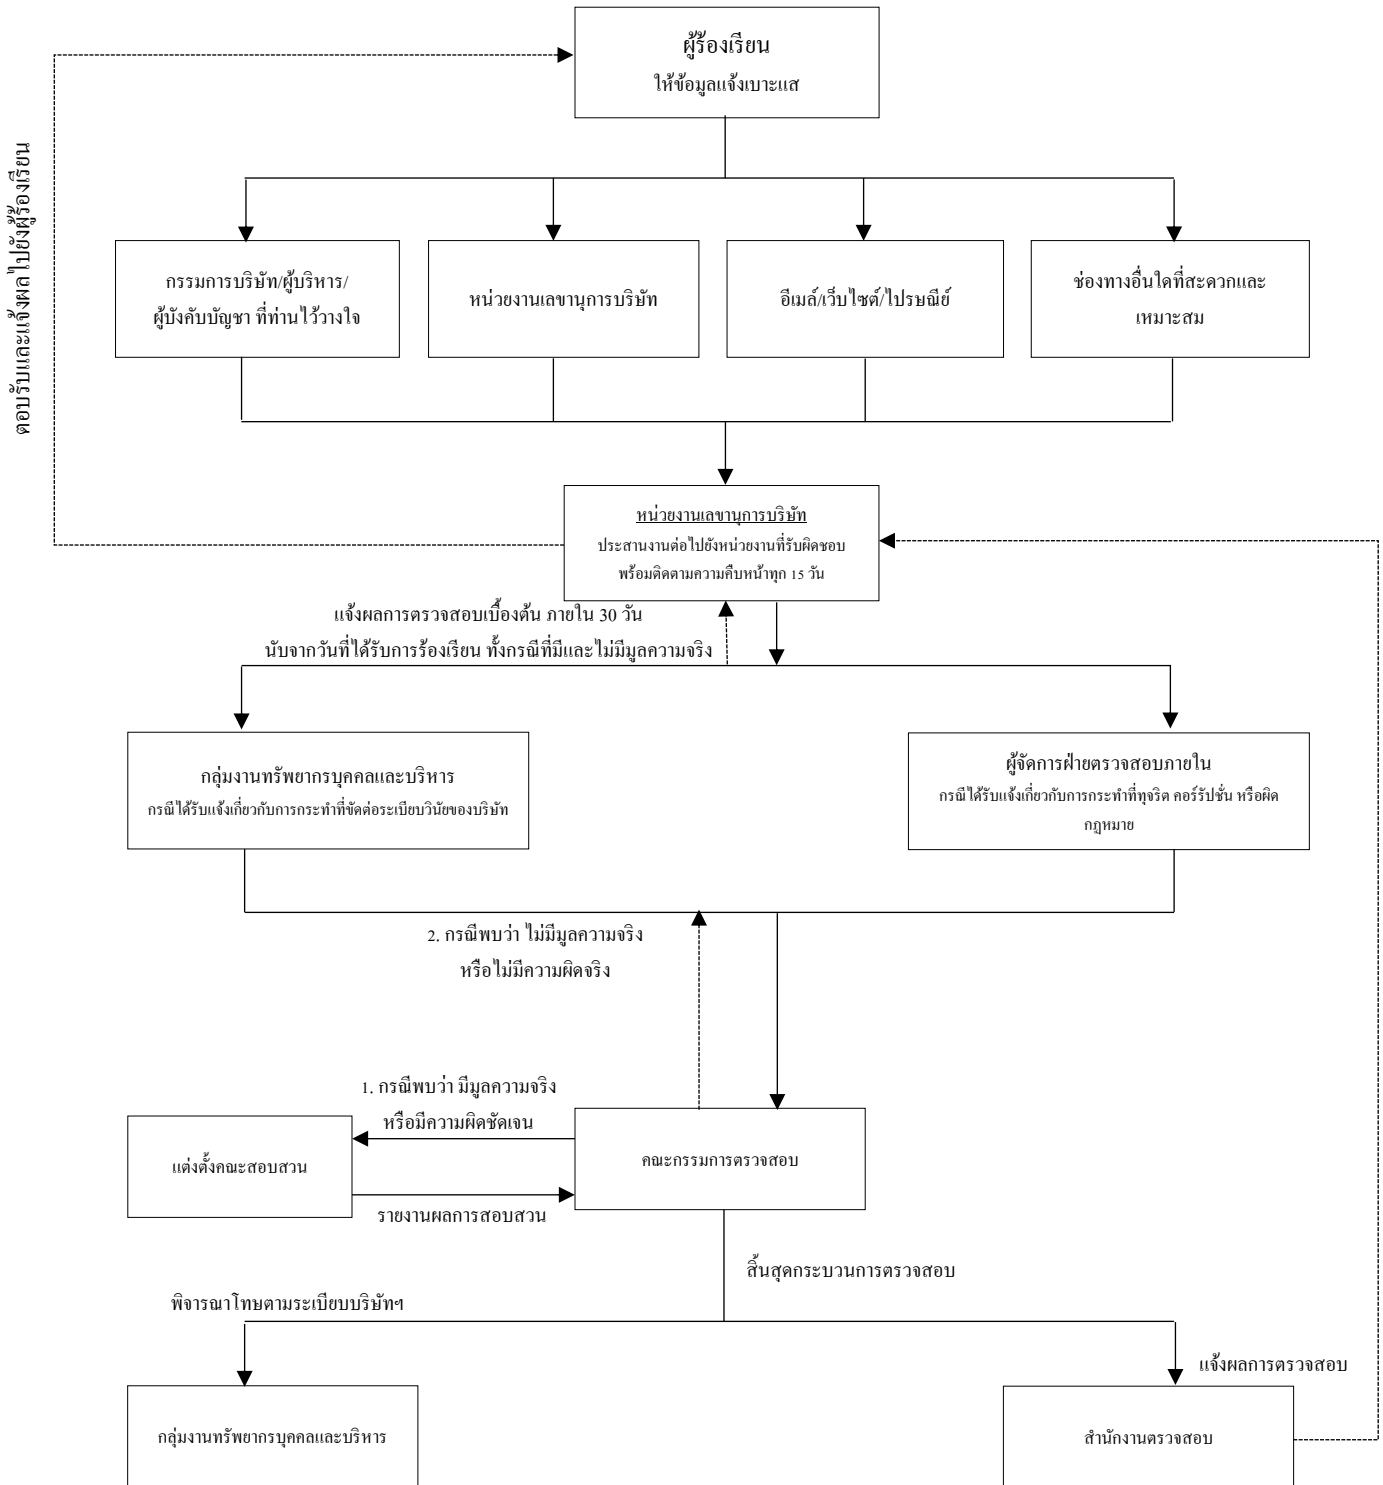 ผู้ร้องเรียน
ให้ข้อมูลแจ้งเบาะแส
ตอบรับและแจ้งผลไปยังผู้ร้องเรียน
กรรมการบริษัท/ผู้บริหาร/
ผู้บังคับบัญชา ที่ท่านไว้วางใจ
หน่วยงานเลขานุการบริษัท
อีเมล์/เว็บไซต์/ไปรษณีย์
ช่องทางอื่นใดที่สะดวกและ
เหมาะสม
หน่วยงานเลขานุการบริษัท
ประสานงานต่อไปยังหน่วยงานที่รับผิดชอบ
พร้อมติดตามความคืบหน้าทุก 15 วัน
แจ้งผลการตรวจสอบเบื้องต้น ภายใน 30 วัน
นับจากวันที่ได้รับการร้องเรียน ทั้งกรณีที่มีและไม่มีมูลความจริง
กลุ่มงานทรัพยากรบุคคลและบริหาร
กรณีได้รับแจ้งเกี่ยวกับการกระทำที่ขัดต่อระเบียบวินัยของบริษัท
ผู้จัดการฝ่ายตรวจสอบภายใน
กรณีได้รับแจ้งเกี่ยวกับการกระทำที่ทุจริต คอร์รัปชั่น หรือผิด
กฎหมาย
2. กรณีพบว่า ไม่มีมูลความจริง
หรือไม่มีความผิดจริง
1. กรณีพบว่า มีมูลความจริง
หรือมีความผิดชัดเจน
แต่งตั้งคณะสอบสวน
คณะกรรมการตรวจสอบ
รายงานผลการสอบสวน
สิ้นสุดกระบวนการตรวจสอบ
พิจารณาโทษตามระเบียบบริษัทฯ
แจ้งผลการตรวจสอบ
กลุ่มงานทรัพยากรบุคคลและบริหาร
สำนักงานตรวจสอบ